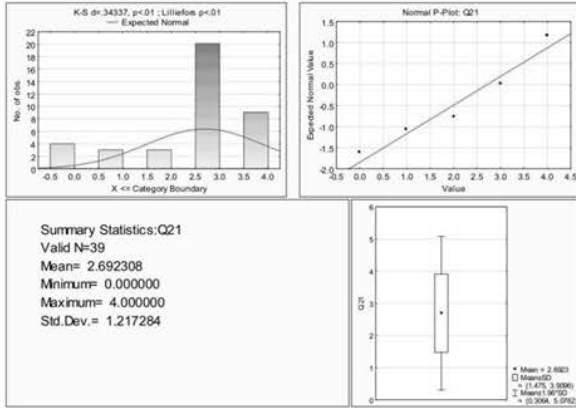 K-S d=,34337, p<,01 ; Lilliefors p<,01
Expected Normal
22
20
18
16
14
12
10
8
6
4
2
0
No. of obs.
-0.5 0.0 0.5 1.0 1.5 2.0 2.5 3.0 3.5 4.0
X <= Category Boundary
Normal P-Plot: Q21
1.5
1.0
0.5
0.0
-0.5
-1.0
-1.5
-2.0
Expected Normal Value
-0.5 0.0 0.5 1.0 1.5 2.0 2.5 3.0 3.5 4.0 4.5
Value
Summary Statistics:Q21
Valid N=39
Mean= 2.692308
Minimum= 0.000000
Maximum= 4.000000
Std.Dev.= 1.217284
6
5
4
3
2
1
0
Q21
Mean = 2.6923
Mean±SD
= (1.475, 3.9096)
Mean±1.96*SD
= (0.3064, 5.0782)